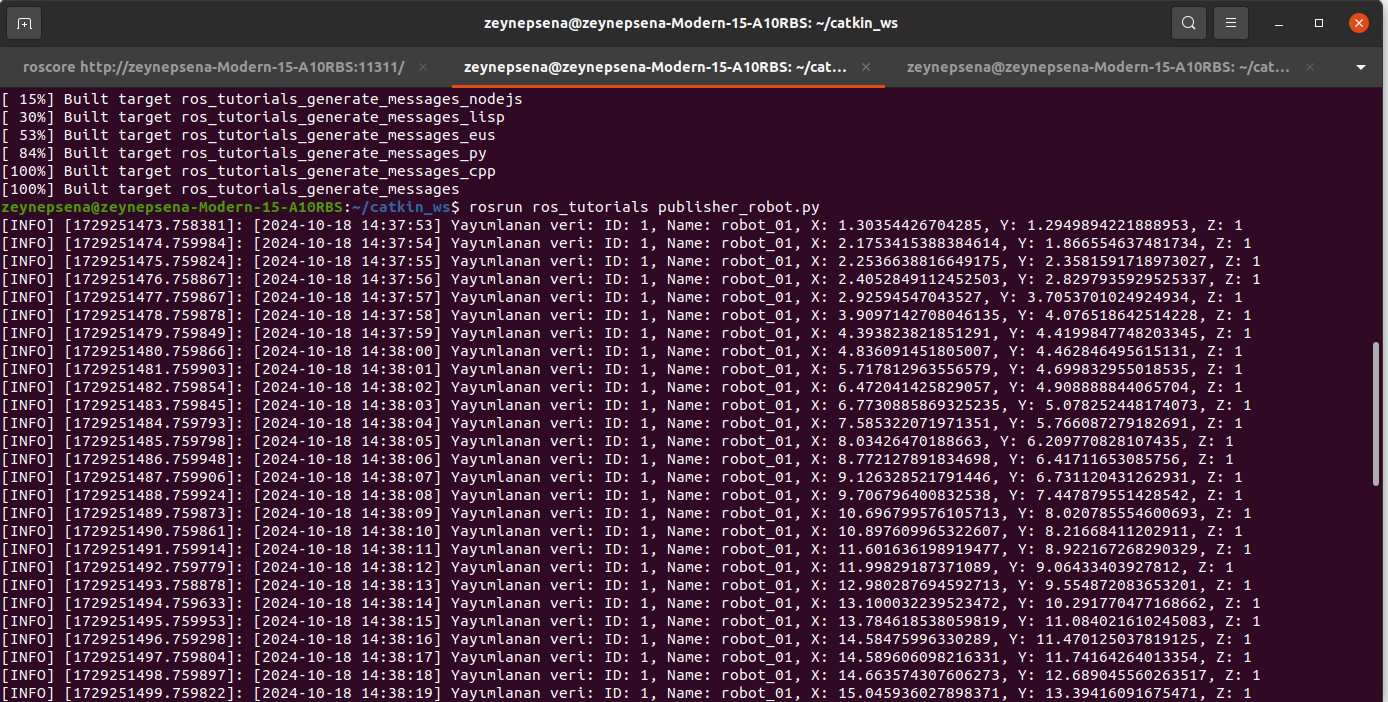 zeynepsena@zeynepsena-Modern-15-A10RBS: ~/catkin_ws
roscore http://zeynepsena-Modern-15-A10RBS:11311/
zeynepsena@zeynepsena-Modern-15-A10RBS: ~/cat...
zeynepsena@zeynepsena-Modern-15-A10RBS: ~/cat...
[ 15%] Built target ros_tutorials_generate_messages_nodejs
[ 30%] Built target ros_tutorials_generate_messages_lisp
[ 53%] Built target ros_tutorials_generate_messages_eus
[ 84%] Built target ros_tutorials_generate_messages_py
[100%] Built target ros_tutorials_generate_messages_cpp
[100%] Built target ros_tutorials_generate_messages
zeynepsena@zeynepsena-Modern-15-A10RBS:~/catkin_ws$ rosrun ros_tutorials publisher_robot.py
[INFO] [1729251473.758381]: [2024-10-18 14:37:53] Yayımlanan veri: ID: 1, Name: robot_01, X: 1.30354426704285, Y: 1.2949894221888953, Z: 1
[INFO] [1729251474.759984]: [2024-10-18 14:37:54] Yayımlanan veri: ID: 1, Name: robot_01, X: 2.1753415388384614, Y: 1.866554637481734, Z: 1
[INFO] [1729251475.759824]: [2024-10-18 14:37:55] Yayımlanan veri: ID: 1, Name: robot_01, X: 2.2536638816649175, Y: 2.3581591718973027, Z: 1
[INFO] [1729251476.758867]: [2024-10-18 14:37:56] Yayımlanan veri: ID: 1, Name: robot_01, X: 2.4052849112452503, Y: 2.8297935929525337, Z: 1
[INFO] [1729251477.759867]: [2024-10-18 14:37:57] Yayımlanan veri: ID: 1, Name: robot_01, X: 2.92594547043527, Y: 3.7053701024924934, Z: 1
[INFO] [1729251478.759878]: [2024-10-18 14:37:58] Yayımlanan veri: ID: 1, Name: robot_01, X: 3.9097142708046135, Y: 4.076518642514228, Z: 1
[INFO] [1729251479.759849]: [2024-10-18 14:37:59] Yayımlanan veri: ID: 1, Name: robot_01, X: 4.393823821851291, Y: 4.4199847748203345, Z: 1
[INFO] [1729251480.759866]: [2024-10-18 14:38:00] Yayımlanan veri: ID: 1, Name: robot_01, X: 4.836091451805007, Y: 4.462846495615131, Z: 1
[INFO] [1729251481.759903]: [2024-10-18 14:38:01] Yayımlanan veri: ID: 1, Name: robot_01, X: 5.717812963556579, Y: 4.699832955018535, Z: 1
[INFO] [1729251482.759854]: [2024-10-18 14:38:02] Yayımlanan veri: ID: 1, Name: robot_01, X: 6.472041425829057, Y: 4.908888844065704, Z: 1
[INFO] [1729251483.759845]: [2024-10-18 14:38:03] Yayımlanan veri: ID: 1, Name: robot_01, X: 6.7730885869325235, Y: 5.078252448174073, Z: 1
[INFO] [1729251484.759793]: [2024-10-18 14:38:04] Yayımlanan veri: ID: 1, Name: robot_01, X: 7.585322071971351, Y: 5.766087279182691, Z: 1
[INFO] [1729251485.759798]: [2024-10-18 14:38:05] Yayımlanan veri: ID: 1, Name: robot_01, X: 8.03426470188663, Y: 6.209770828107435, Z: 1
[INFO] [1729251486.759948]: [2024-10-18 14:38:06] Yayımlanan veri: ID: 1, Name: robot_01, X: 8.772127891834698, Y: 6.41711653085756, Z: 1
[INFO] [1729251487.759906]: [2024-10-18 14:38:07] Yayımlanan veri: ID: 1, Name: robot_01, X: 9.126328521791446, Y: 6.731120431262931, Z: 1
[INFO] [1729251488.759924]: [2024-10-18 14:38:08] Yayımlanan veri: ID: 1, Name: robot_01, X: 9.706796400832538, Y: 7.447879551428542, Z: 1
[INFO] [1729251489.759873]: [2024-10-18 14:38:09] Yayımlanan veri: ID: 1, Name: robot_01, X: 10.696799576105713, Y: 8.020785554600693, Z: 1
[INFO] [1729251490.759861]: [2024-10-18 14:38:10] Yayımlanan veri: ID: 1, Name: robot_01, X: 10.897609965322607, Y: 8.21668411202911, Z: 1
[INFO] [1729251491.759914]: [2024-10-18 14:38:11] Yayımlanan veri: ID: 1, Name: robot_01, X: 11.601636198919477, Y: 8.922167268290329, Z: 1
[INFO] [1729251492.759779]: [2024-10-18 14:38:12] Yayımlanan veri: ID: 1, Name: robot_01, X: 11.99829187371089, Y: 9.06433403927812, Z: 1
[INFO] [1729251493.758878]: [2024-10-18 14:38:13] Yayımlanan veri: ID: 1, Name: robot_01, X: 12.980287694592713, Y: 9.554872083653201, Z: 1
[INFO] [1729251494.759633]: [2024-10-18 14:38:14] Yayımlanan veri: ID: 1, Name: robot_01, X: 13.100032239523472, Y: 10.291770477168662, Z: 1
[INFO] [1729251495.759953]: [2024-10-18 14:38:15] Yayımlanan veri: ID: 1, Name: robot_01, X: 13.784618538059819, Y: 11.084021610245083, Z: 1
[INFO] [1729251496.759298]: [2024-10-18 14:38:16] Yayımlanan veri: ID: 1, Name: robot_01, X: 14.58475996330289, Y: 11.470125037819125, Z: 1
[INFO] [1729251497.759804]: [2024-10-18 14:38:17] Yayımlanan veri: ID: 1, Name: robot_01, X: 14.589606098216331, Y: 11.74164264013354, Z: 1
[INFO] [1729251498.759897]: [2024-10-18 14:38:18] Yayımlanan veri: ID: 1, Name: robot_01, X: 14.663574307606273, Y: 12.689045560263517, Z: 1
[INFO] [1729251499.759822]: [2024-10-18 14:38:19] Yayımlanan veri: ID: 1, Name: robot_01, X: 15.045936027898371, Y: 13.39416091675471, Z: 1